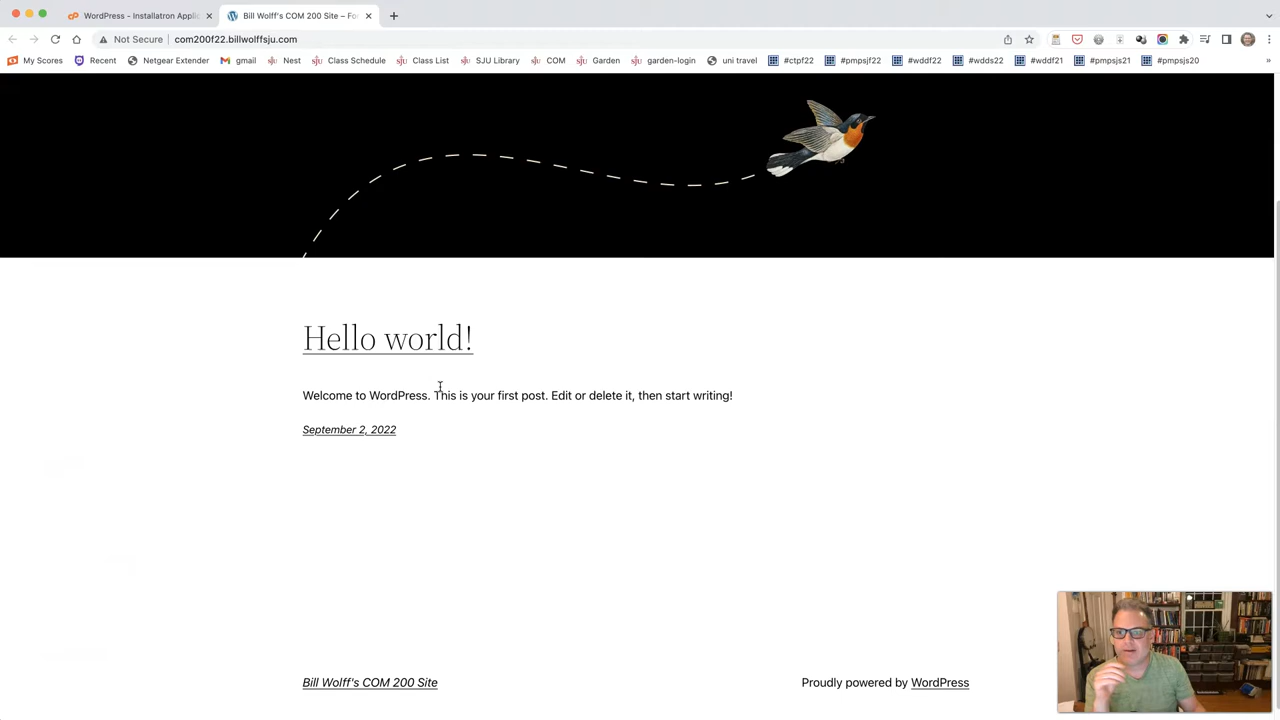 WordPress - Installatron Applic
Bill Wolff's COM 200 Site – Fo
Not Secure
com200f22.billwolffsju.com
My Scores
Recent
Netgear Extender
gmail
Nest
Class Schedule
Class List
SJU Library
COM
Garden
garden-login
uni travel
#ctpf22
#pmpsjf22
#wddf22
#wdds22
#wddf21
#pmpsjs21
#pmpsjs20
»
Hello world!
Welcome to WordPress. This is your first post. Edit or delete it, then start writing!
September 2, 2022
Bill Wolff's COM 200 Site
Proudly powered by WordPress